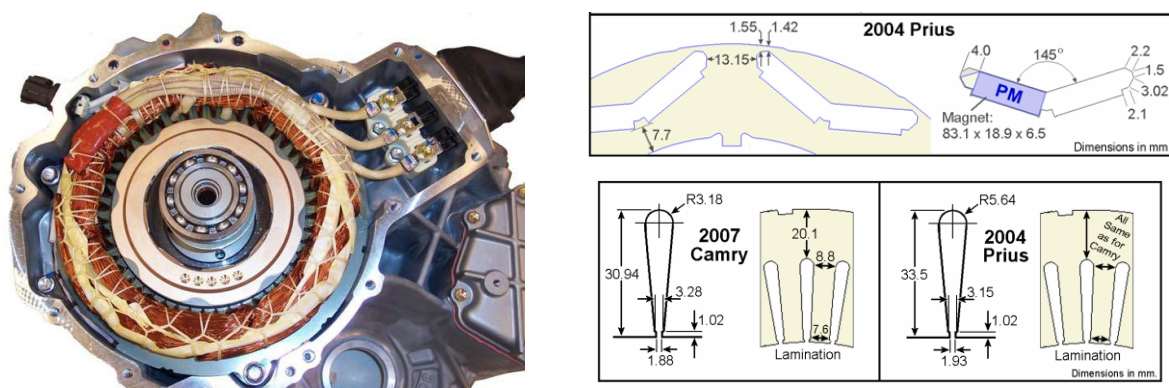 1.55
1.42
2004 Prius
13.15
7.7
4.0
145°
2.2
1.5
3.02
2.1
PM
Magnet:
83.1 x 18.9 x 6.5
Dimensions in mm
R3.18
2007
Camry
30.94
3.28
1.02
1.88
20.1
8.8
7.6
Lamination
R5.64
2004
Prius
33.5
3.15
1.02
1.93
All
Same
as for
Camry
Lamination
Dimensions in mm.